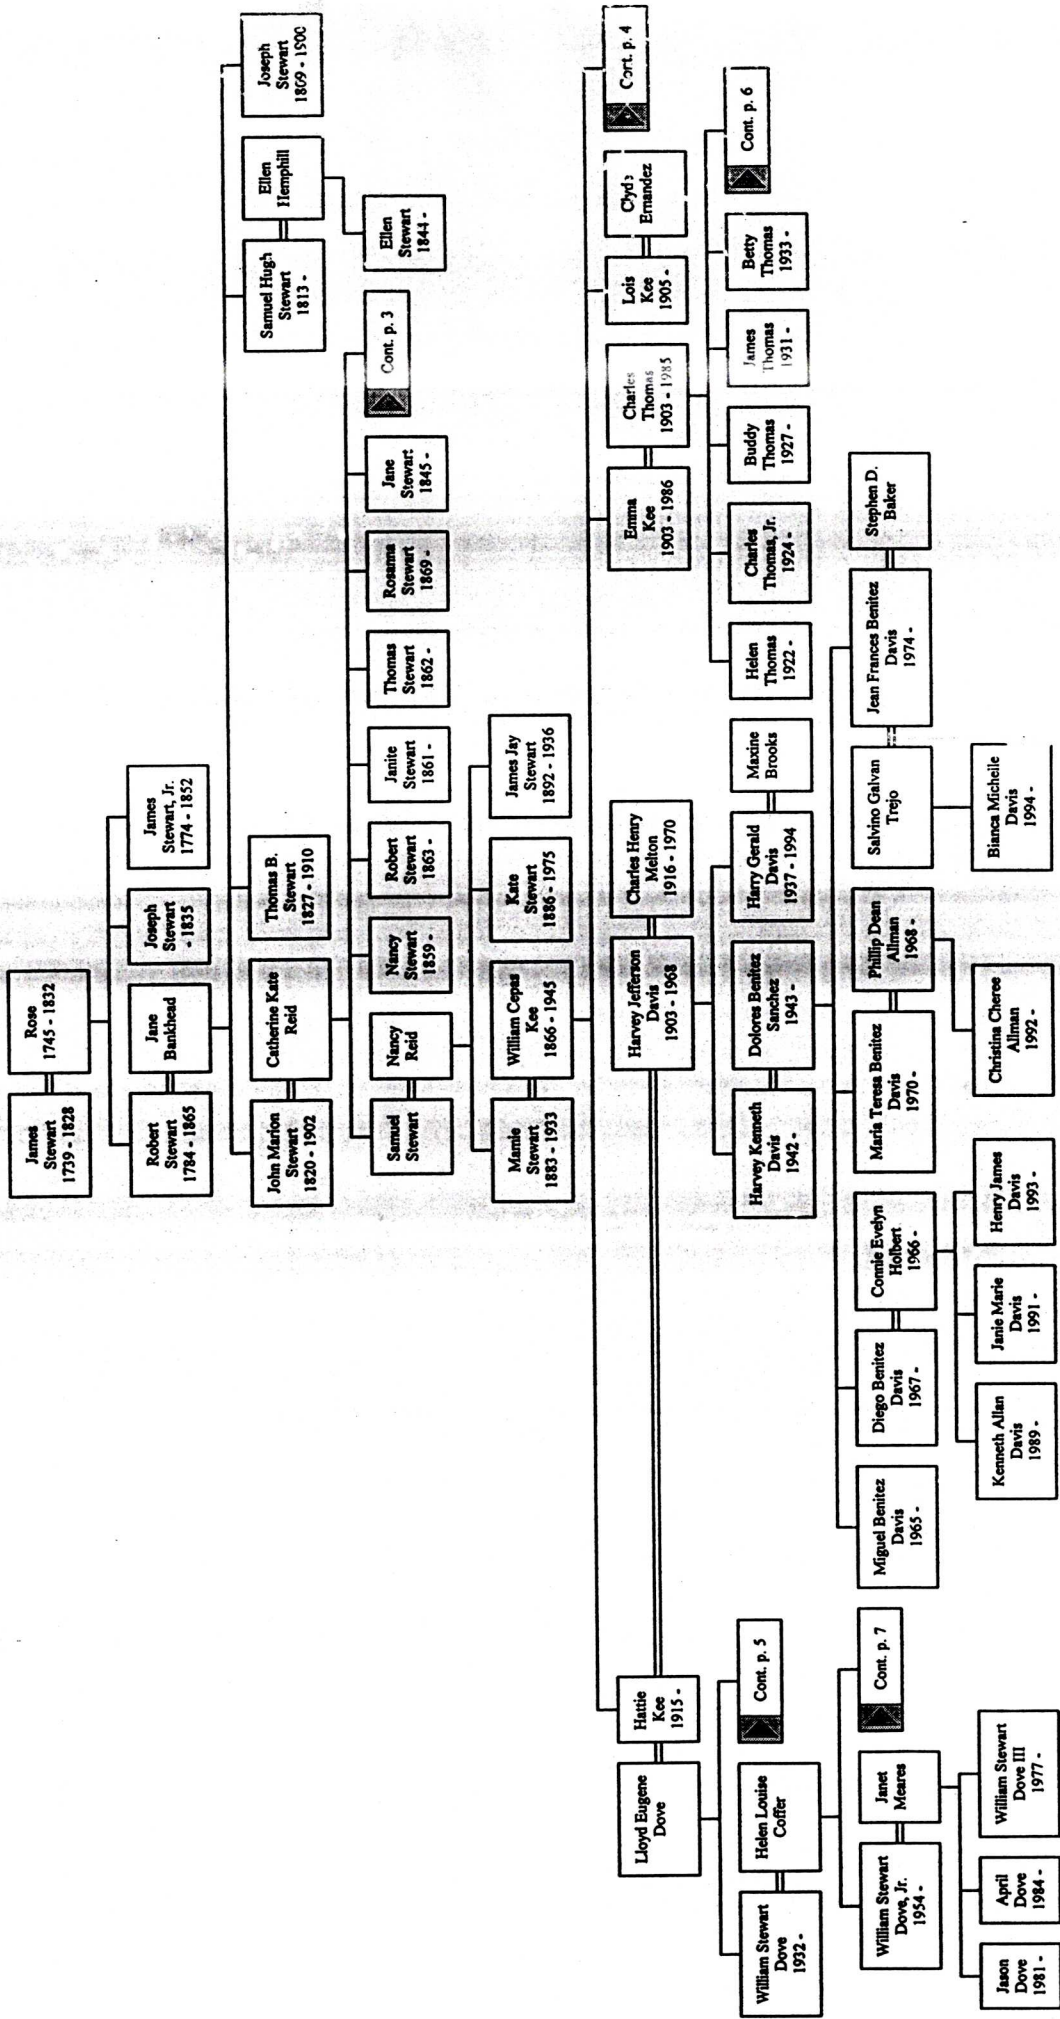 James
Stewart
1739 - 1828
Rose
1745 - 1832
Robert
Stewart
1784 - 1865
Jane
Bankhead
Joseph
Stewart
- 1835
James
Stewart, Jr.
1774 - 1852
John Marion
Stewart
1820 - 1902
Catherine Kate
Reid
Thomas B.
Stewart
1827 - 1910
Samuel Hugh
Stewart
1813 -
Ellen
Hemphill
Joseph
Stewart
1809 - 1900
Samuel
Stewart
Nancy
Reid
Nancy
Stewart
1859 -
Robert
Stewart
1863 -
Janite
Stewart
1861 -
Thomas
Stewart
1862 -
Rosanna
Stewart
1869 -
Jane
Stewart
1845 -
Cont. p. 3
Ellen
Stewart
1844 -
Mamie
Stewart
1883 - 1933
William Cepas
Kee
1866 - 1945
Kate
Stewart
1886 - 1975
James Jay
Stewart
1892 - 1936
Lloyd Eugene
Dove
Hattie
Kee
1915 -
Harvey Jefferson
Davis
1903 - 1968
Charles Henry
Melton
1916 - 1970
Emma
Kee
1903 - 1986
Charles
Thomas
1903 - 1985
Lois
Kee
1905 -
Clyde
Ernandez
Cont. p. 4
William Stewart
Dove
1932 -
Helen Louise
Coffer
Cont. p. 5
Harvey Kenneth
Davis
1942 -
Dolores Benitez
Sanchez
1943 -
Harry Gerald
Davis
1937 - 1994
Maxine
Brooks
Helen
Thomas
1922 -
Charles
Thomas, Jr.
1924 -
Buddy
Thomas
1927 -
James
Thomas
1931 -
Betty
Thomas
1933 -
Cont. p. 6
William Stewart
Dove, Jr.
1954 -
Janet
Meares
Cont. p. 7
Miguel Benitez
Davis
1965 -
Diego Benitez
Davis
1967 -
Connie Evelyn
Holbert
1966 -
Maria Teresa Benitez
Davis
1970 -
Phillip Dean
Allman
1968 -
Salvino Galvan
Trejo
Jean Frances Benitez
Davis
1974 -
Stephen D.
Baker
Jason
Dove
1981 -
April
Dove
1984 -
William Stewart
Dove III
1977 -
Kenneth Allan
Davis
1989 -
Janie Marie
Davis
1991 -
Henry James
Davis
1993 -
Christina Cheree
Allman
1992 -
Bianca Michelle
Davis
1994 -